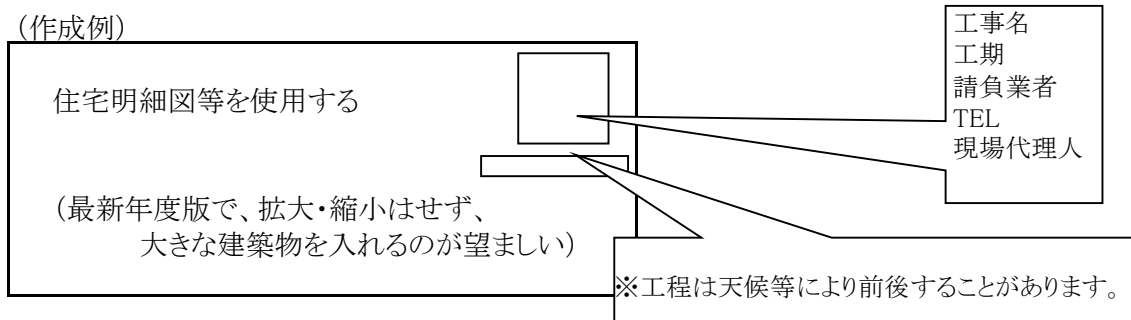 (作成例)
住宅明細図等を使用する
(最新年度版で、拡大・縮小はせず、
大きな建築物を入れるのが望ましい)
工事名
工期
請負業者
TEL
現場代理人
※工程は天候等により前後することがあります。